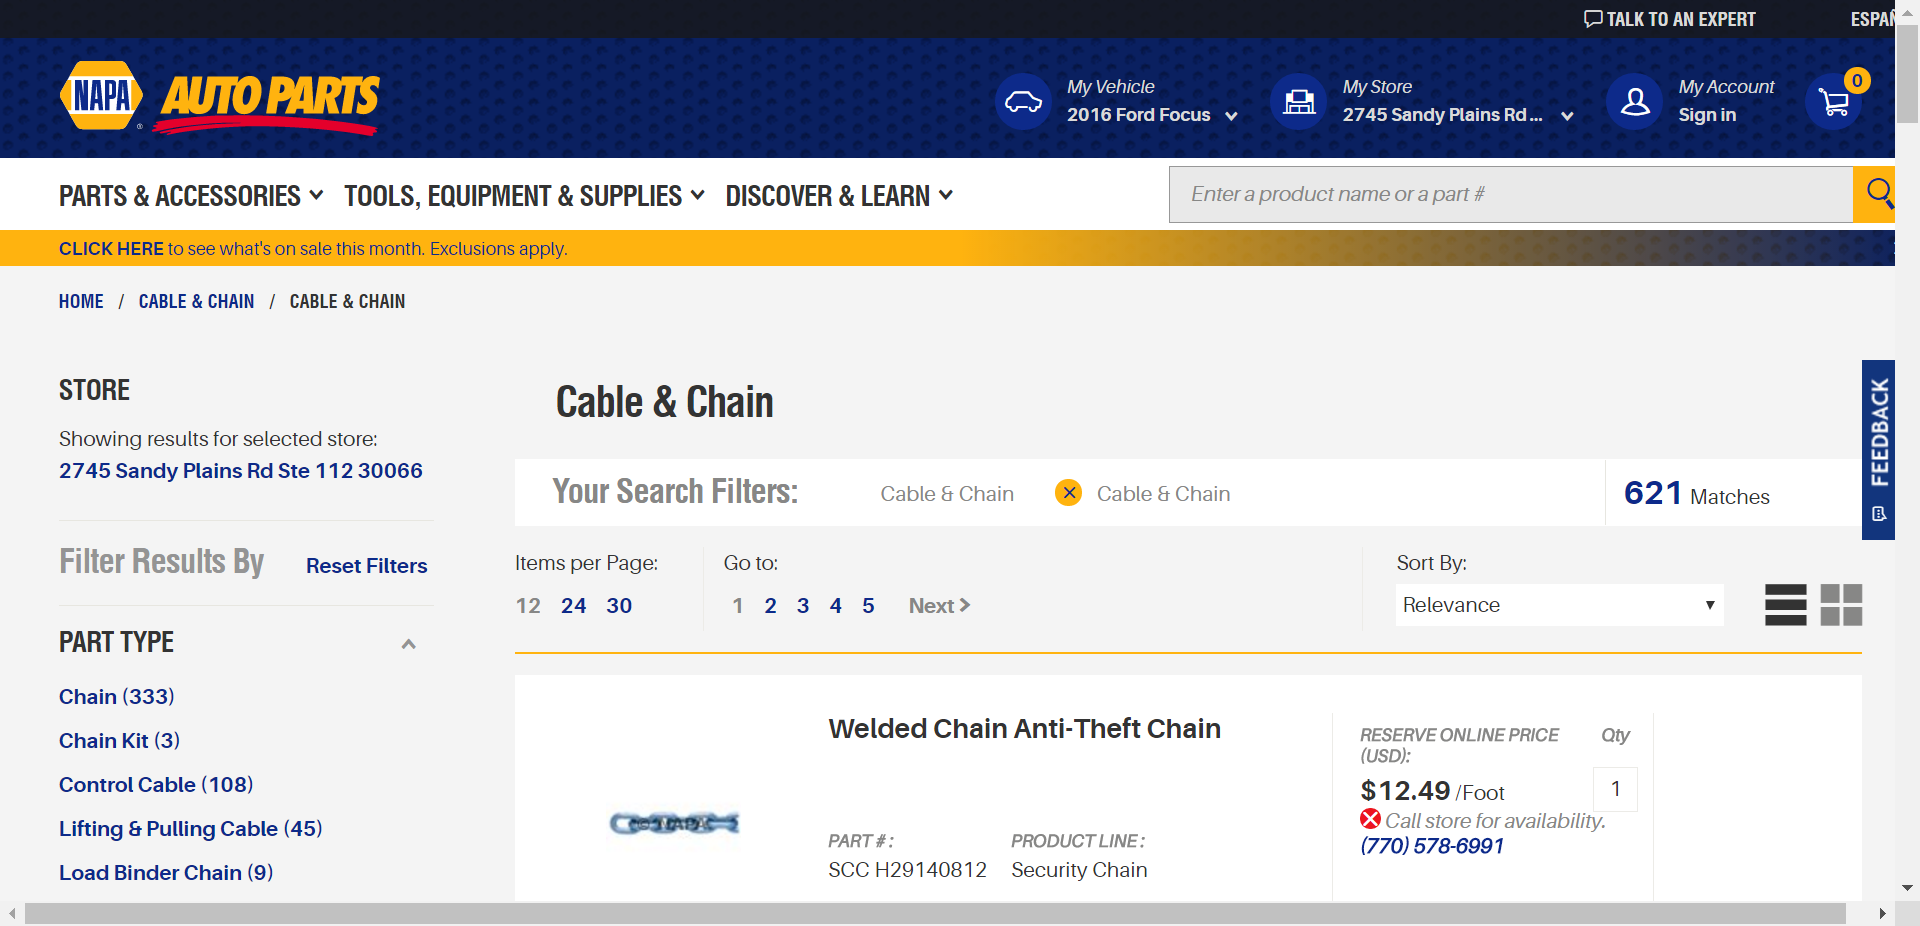 TALK TO AN EXPERT
NAPA AUTO PARTS
My Vehicle
2016 Ford Focus
My Store
2745 Sandy Plains Rd...
My Account
Sign in
0
PARTS & ACCESSORIES
TOOLS, EQUIPMENT & SUPPLIES
DISCOVER & LEARN
Enter a product name or a part #
CLICK HERE to see what's on sale this month. Exclusions apply.
HOME / CABLE & CHAIN / CABLE & CHAIN
STORE
Showing results for selected store:
2745 Sandy Plains Rd Ste 112 30066
Filter Results By
Reset Filters
PART TYPE
Chain (333)
Chain Kit (3)
Control Cable (108)
Lifting & Pulling Cable (45)
Load Binder Chain (9)
Cable & Chain
Your Search Filters:
Cable & Chain
Cable & Chain
621 Matches
Items per Page:
12 24 30
Go to:
1 2 3 4 5 Next >
Sort By:
Relevance
Welded Chain Anti-Theft Chain
© NAPA
PART #:
SCC H29140812
PRODUCT LINE:
Security Chain
RESERVE ONLINE PRICE
(USD):
$12.49 /Foot
Call store for availability.
(770) 578-6991
Qty
1
FEEDBACK